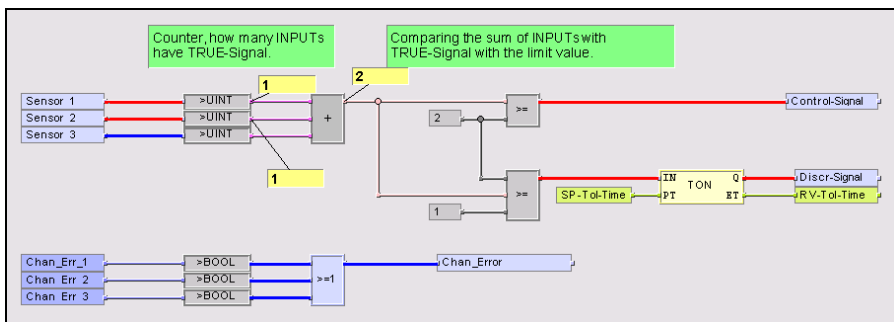 Counter, how many INPUTs
have TRUE-Signal.
Comparing the sum of INPUTs with
TRUE-Signal with the limit value.
1
2
Sensor 1
>UINT
Sensor 2
>UINT
Sensor 3
>UINT
+
1
2
>=
Control-Signal
1
>=
SP-Tol-Time
IN
PT
TON
Q
ET
Discr-Signal
RV-Tol-Time
Chan_Err_1
>BOOL
Chan Err 2
>BOOL
Chan Err 3
>BOOL
>=1
Chan_Error